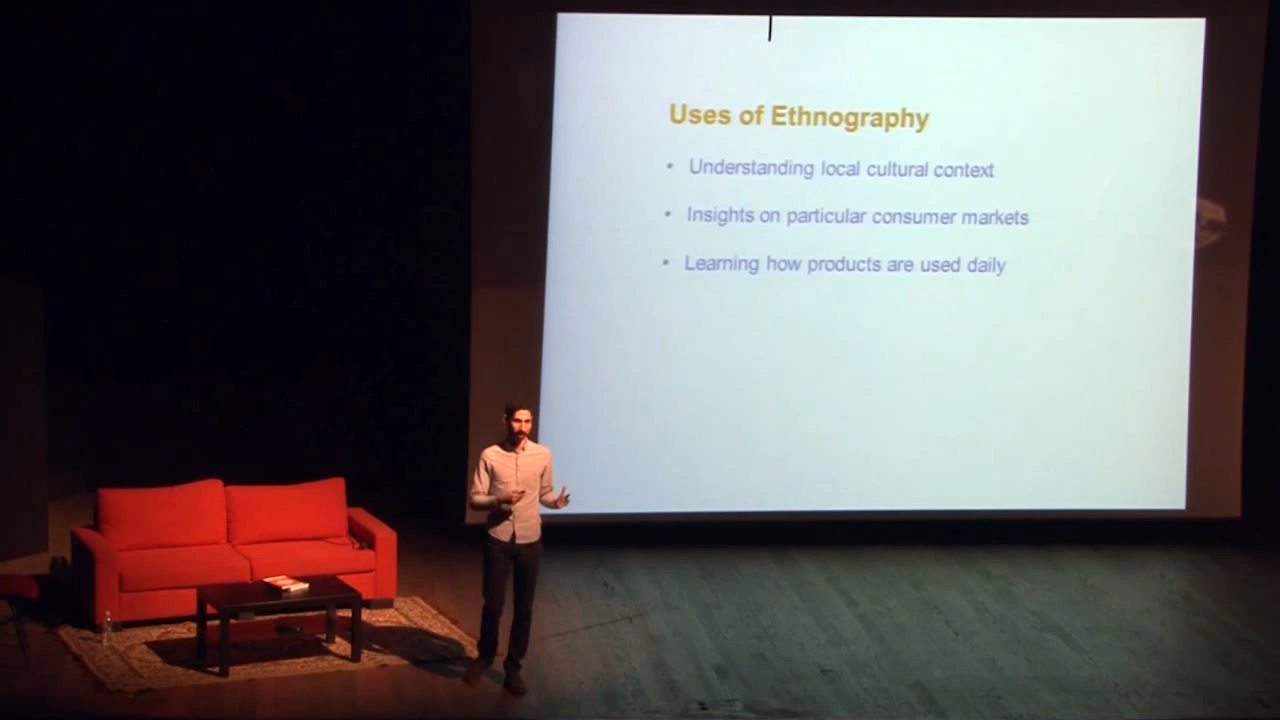 Uses of Ethnography
• Understanding local cultural context
• Insights on particular consumer markets
• Learning how products are used daily